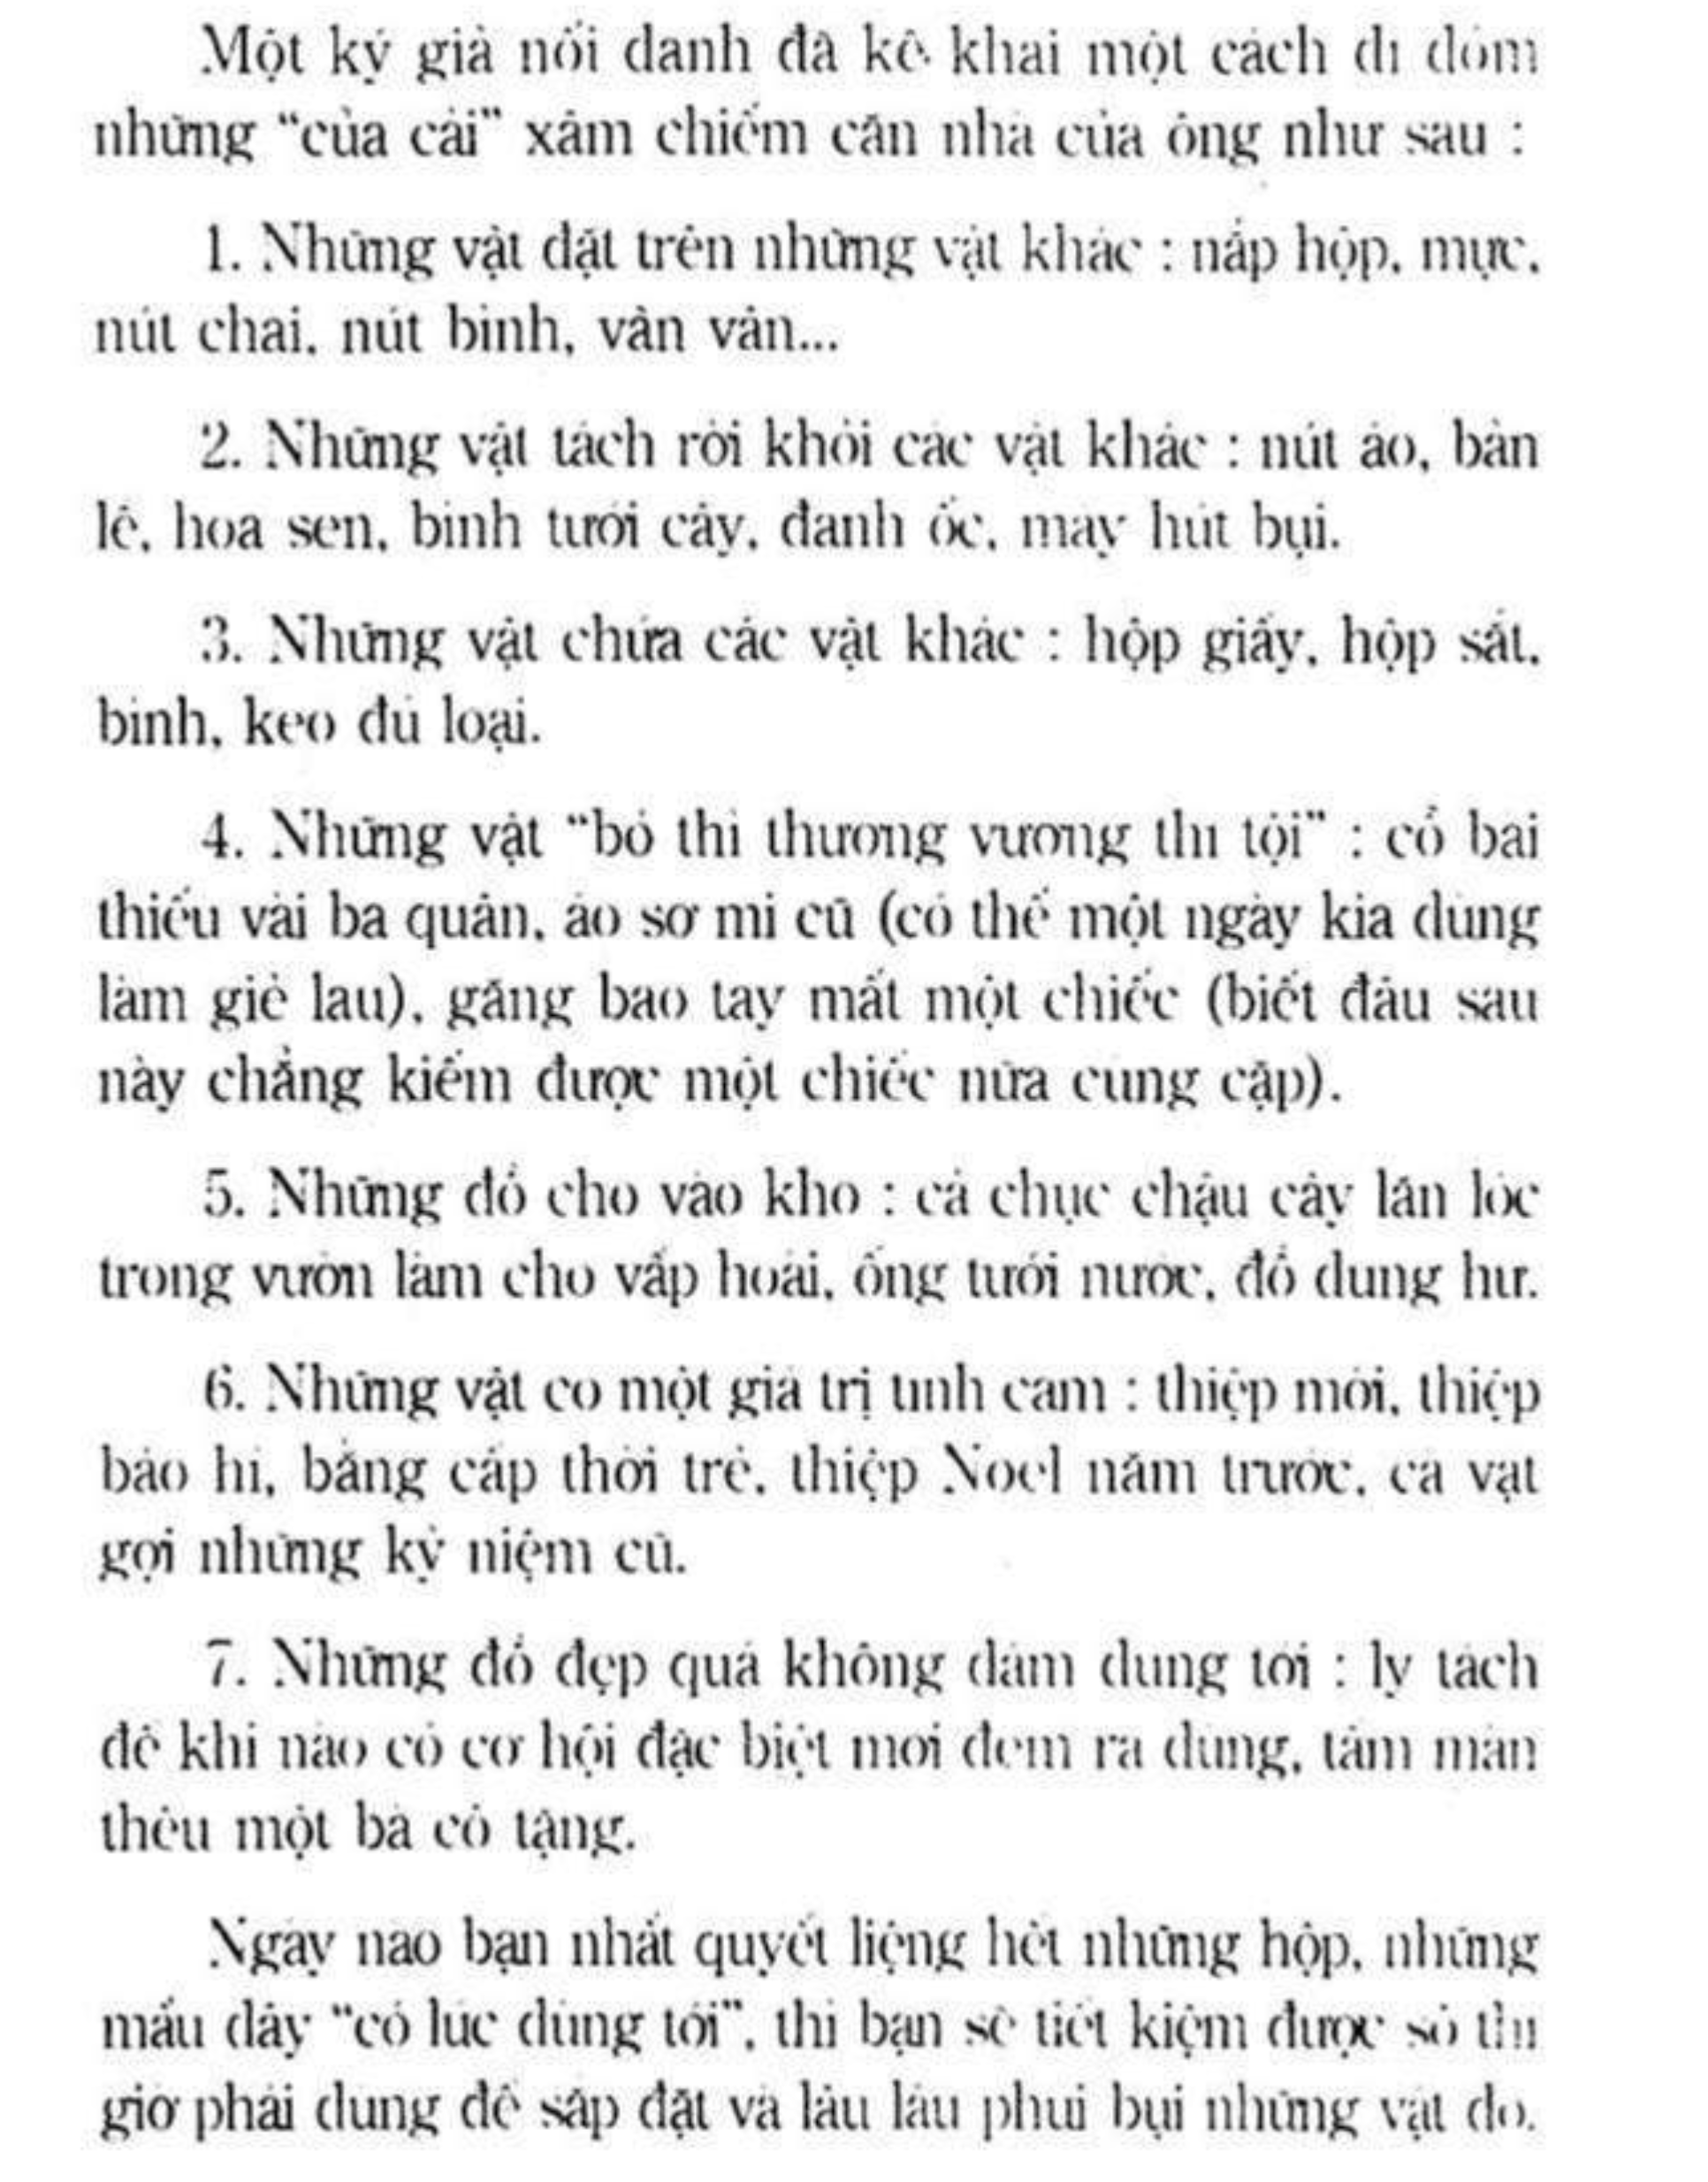 Một ký giả nổi danh đã kê khai một cách dí dỏm
những “của cải” xâm chiếm căn nhà của ông như sau :
1. Những vật đặt trên những vật khác : nắp hộp, mực,
nút chai, nút bình, vân vân...
2. Những vật tách rời khỏi các vật khác : nút áo, bản
lề, hoa sen, bình tưới cây, đanh ốc, máy hút bụi.
3. Những vật chứa các vật khác : hộp giấy, hộp sắt,
bình, keo đủ loại.
4. Những vật “bỏ thì thương vương thì tội” : cỗ bài
thiếu vài ba quân, áo sơ mi cũ (có thể một ngày kia dùng
làm giẻ lau), găng bao tay mất một chiếc (biết đâu sau
này chẳng kiếm được một chiếc nữa cùng cặp).
5. Những đồ cho vào kho : cả chục chậu cây lăn lóc
trong vườn làm cho vấp hoài, ống tưới nước, đồ dùng hư.
6. Những vật có một giá trị tình cảm : thiệp mời, thiệp
báo hỉ, bằng cấp thời trẻ, thiệp Noel năm trước, cà vạt
gợi những kỷ niệm cũ.
7. Những đồ đẹp quá không dám dùng tới : ly tách
để khi nào có cơ hội đặc biệt mới đem ra dùng, tấm màn
thêu một bà cô tặng.
Ngày nào bạn nhất quyết liệng hết những hộp, những
mẩu dây “có lúc dùng tới”, thì bạn sẽ tiết kiệm được số thì
giờ phải dùng để sắp đặt và lâu lâu phủi bụi những vật đó.